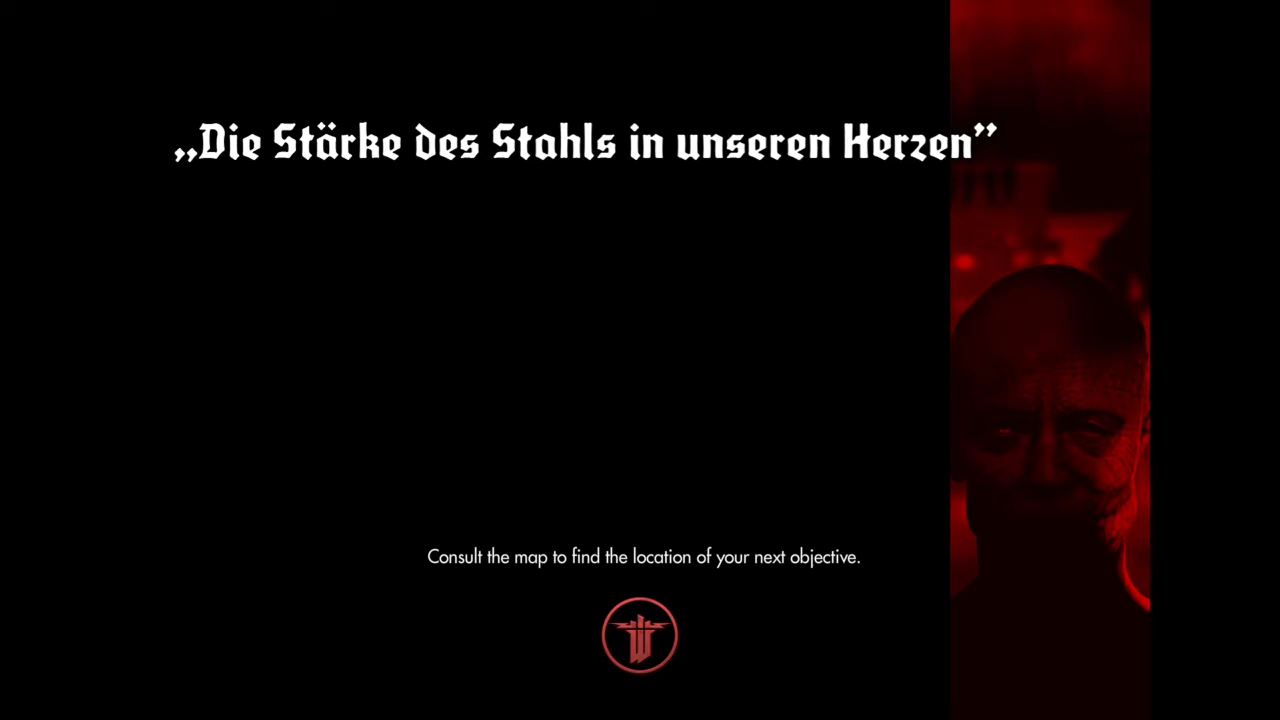 „Die Stärke des Stahls in unseren Herzen”
Consult the map to find the location of your next objective.